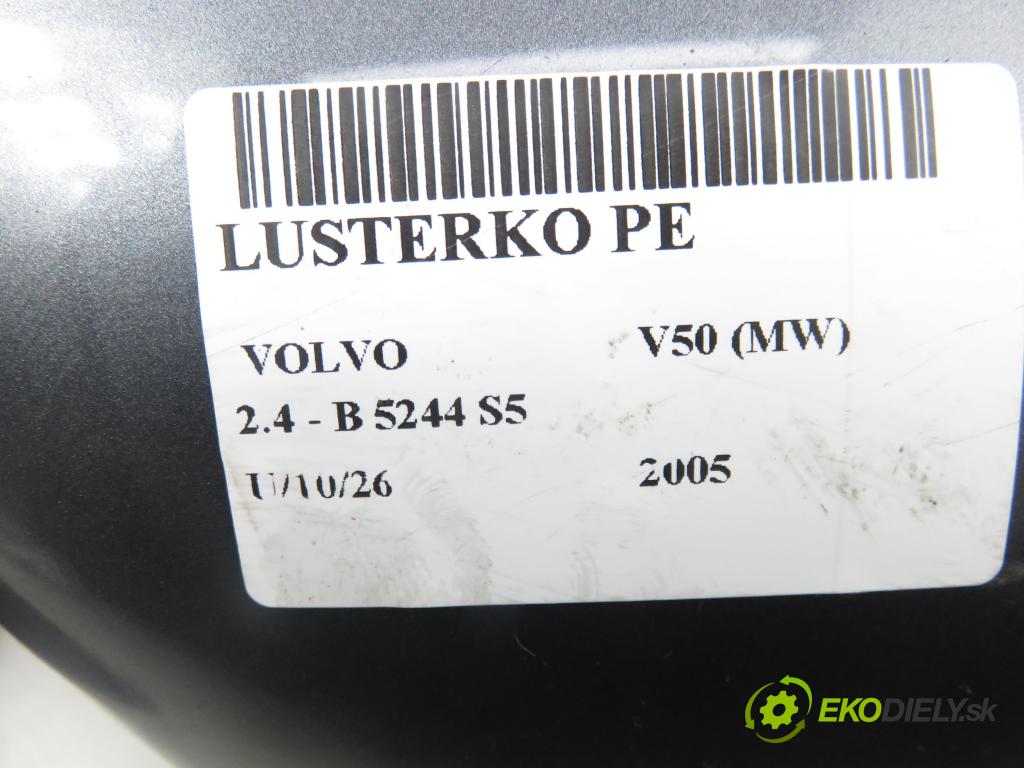 LUSTERKO PE
VOLVO V50 (MW)
2.4 - B 5244 S5
U/10/26 2005
EKODIELY.sk